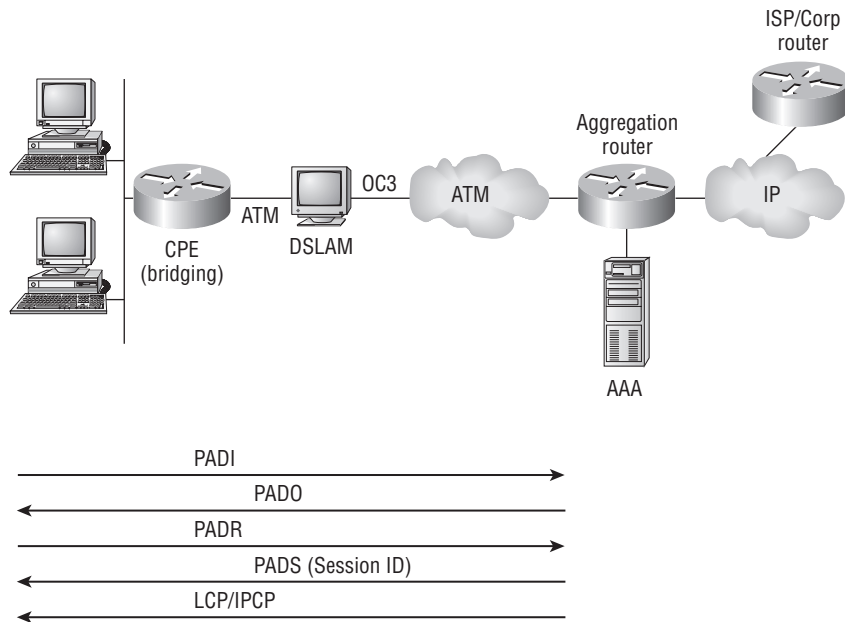 ISP/Corp
router
Aggregation
router
OC3
ATM
IP
ATM
DSLAM
CPE
(bridging)
AAA
PADI
PADO
PADR
PADS (Session ID)
LCP/IPCP